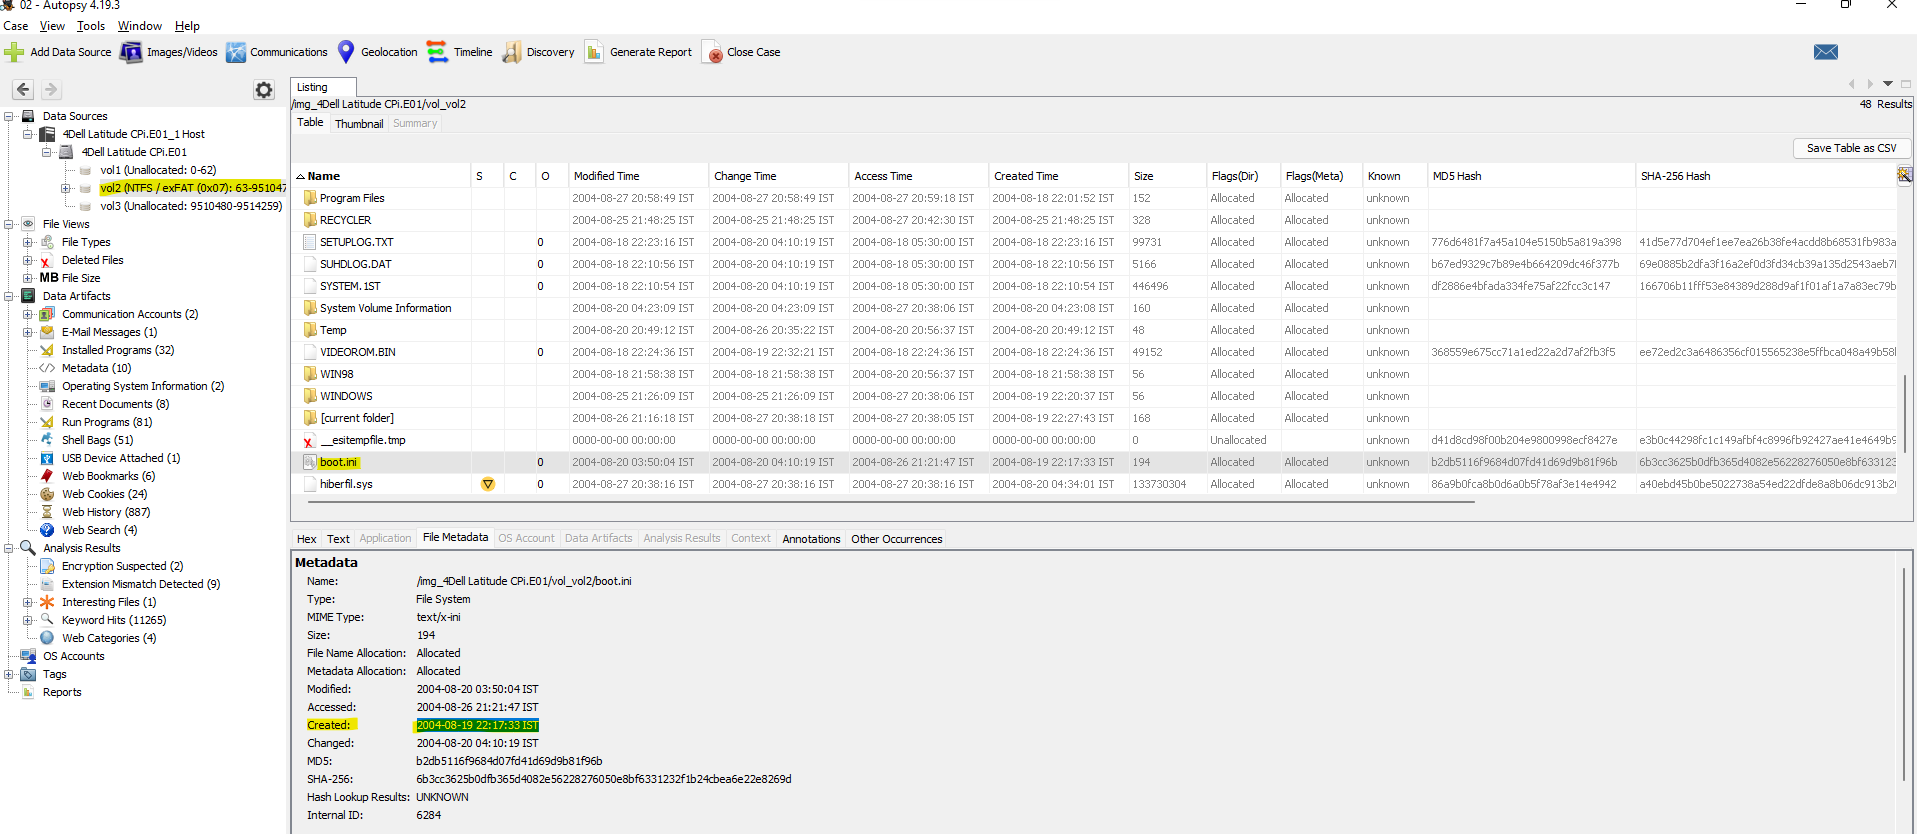 02 - Autopsy 4.19.3
Case View Tools Window Help
Add Data Source Images/Videos Communications Geolocation Timeline Discovery Generate Report Close Case
Listing
/img_4Dell Latitude CPi.E01/vol_vol2 48 Results
Table Thumbnail Summary
Save Table as CSV
Data Sources
4Dell Latitude CPi.E01_1 Host
4Dell Latitude CPi.E01
vol1 (Unallocated: 0-62)
vol2 (NTFS / exFAT (0x07): 63-951047
vol3 (Unallocated: 9510480-9514259)
File Views
File Types
Deleted Files
MB File Size
Data Artifacts
Communication Accounts (2)
E-Mail Messages (1)
Installed Programs (32)
Metadata (10)
Operating System Information (2)
Recent Documents (8)
Run Programs (81)
Shell Bags (51)
USB Device Attached (1)
Web Bookmarks (6)
Web Cookies (24)
Web History (887)
Web Search (4)
Analysis Results
Encryption Suspected (2)
Extension Mismatch Detected (9)
Interesting Files (1)
Keyword Hits (11265)
Web Categories (4)
OS Accounts
Tags
Reports
Name S C O Modified Time Change Time Access Time Created Time Size Flags(Dir) Flags(Meta) Known MD5 Hash SHA-256 Hash
Program Files 2004-08-27 20:58:49 IST 2004-08-27 20:58:49 IST 2004-08-27 20:59:18 IST 2004-08-18 22:01:52 IST 152 Allocated Allocated unknown
RECYCLER 2004-08-25 21:48:25 IST 2004-08-25 21:48:25 IST 2004-08-27 20:42:30 IST 2004-08-25 21:48:25 IST 328 Allocated Allocated unknown
SETUPLOG.TXT 0 2004-08-18 22:23:16 IST 2004-08-20 04:10:19 IST 2004-08-18 05:30:00 IST 2004-08-18 22:23:16 IST 99731 Allocated Allocated unknown 776d6481f7a45a104e5150b5a819a398 41d5e77d704ef1ee7ea26b38fe4acdd8b68531fb983a
SUHDLOG.DAT 0 2004-08-18 22:10:56 IST 2004-08-20 04:10:19 IST 2004-08-18 05:30:00 IST 2004-08-18 22:10:56 IST 5166 Allocated Allocated unknown b67ed9329c7b89e4b664209dc46f377b 69e0885b2dfa3f16a2ef0d3fd34cb39a135d2543aeb7
SYSTEM.1ST 0 2004-08-18 22:10:54 IST 2004-08-20 04:10:19 IST 2004-08-18 05:30:00 IST 2004-08-18 22:10:54 IST 446496 Allocated Allocated unknown df2886e4bfada334fe75af22fcc3c147 166706b11fff53e84389d288d9af1f01af1a7a83ec79b
System Volume Information 2004-08-20 04:23:09 IST 2004-08-20 04:23:09 IST 2004-08-27 20:38:06 IST 2004-08-20 04:23:08 IST 160 Allocated Allocated unknown
Temp 2004-08-20 20:49:12 IST 2004-08-26 20:35:22 IST 2004-08-20 20:56:37 IST 2004-08-20 20:49:12 IST 48 Allocated Allocated unknown
VIDEOROM.BIN 0 2004-08-18 22:24:36 IST 2004-08-19 22:32:21 IST 2004-08-18 22:24:36 IST 2004-08-18 22:24:36 IST 49152 Allocated Allocated unknown 368559e675cc71a1ed22a2d7af2fb3f5 ee72ed2c3a6486356cf015565238e5ffbca048a49b58
WIN98 2004-08-18 21:58:38 IST 2004-08-18 21:58:38 IST 2004-08-20 20:56:37 IST 2004-08-18 21:58:38 IST 56 Allocated Allocated unknown
WINDOWS 2004-08-25 21:26:09 IST 2004-08-25 21:26:09 IST 2004-08-27 20:38:06 IST 2004-08-19 22:20:37 IST 56 Allocated Allocated unknown
[current folder] 2004-08-26 21:16:18 IST 2004-08-27 20:38:18 IST 2004-08-27 20:38:05 IST 2004-08-19 22:27:43 IST 168 Allocated Allocated unknown
__esitempfile.tmp 0000-00-00 00:00:00 0000-00-00 00:00:00 0000-00-00 00:00:00 0000-00-00 00:00:00 0 Unallocated unknown d41d8cd98f00b204e9800998ecf8427e e3b0c44298fc1c149afbf4c8996fb92427ae41e4649b9
boot.ini 0 2004-08-20 03:50:04 IST 2004-08-20 04:10:19 IST 2004-08-26 21:21:47 IST 2004-08-19 22:17:33 IST 194 Allocated Allocated unknown b2db5116f9684d07fd41d69d9b81f96b 6b3cc3625b0dfb365d4082e56228276050e8bf633123
hiberfil.sys 0 2004-08-27 20:38:16 IST 2004-08-27 20:38:16 IST 2004-08-27 20:38:16 IST 2004-08-20 04:34:01 IST 133730304 Allocated Allocated unknown 86a9b0fca8b0d6a0b5f78af3e14e4942 a40ebd45b0be5022738a54ed22dfde8a8b06dc913b2
Hex Text Application File Metadata OS Account Data Artifacts Analysis Results Context Annotations Other Occurrences
Metadata
Name: /img_4Dell Latitude CPi.E01/vol_vol2/boot.ini
Type: File System
MIME Type: text/x-ini
Size: 194
File Name Allocation: Allocated
Metadata Allocation: Allocated
Modified: 2004-08-20 03:50:04 IST
Accessed: 2004-08-26 21:21:47 IST
Created: 2004-08-19 22:17:33 IST
Changed: 2004-08-20 04:10:19 IST
MD5: b2db5116f9684d07fd41d69d9b81f96b
SHA-256: 6b3cc3625b0dfb365d4082e56228276050e8bf6331232f1b24cbea6e22e8269d
Hash Lookup Results: UNKNOWN
Internal ID: 6284